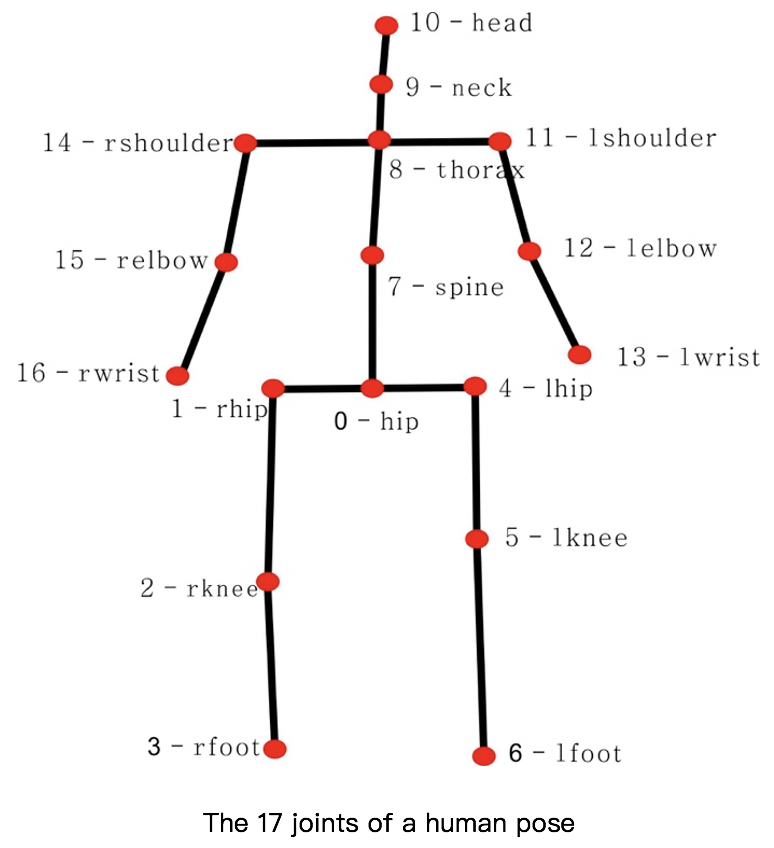 10 - head
9 - neck
14 - rshoulder
11 - lshoulder
8 - thorax
15 - relbow
12 - lelbow
7 - spine
16 - rwrist
13 - lwrist
1 - rhip
4 - lhip
0 - hip
5 - lknee
2 - rknee
3 - rfoot
6 - lfoot
The 17 joints of a human pose